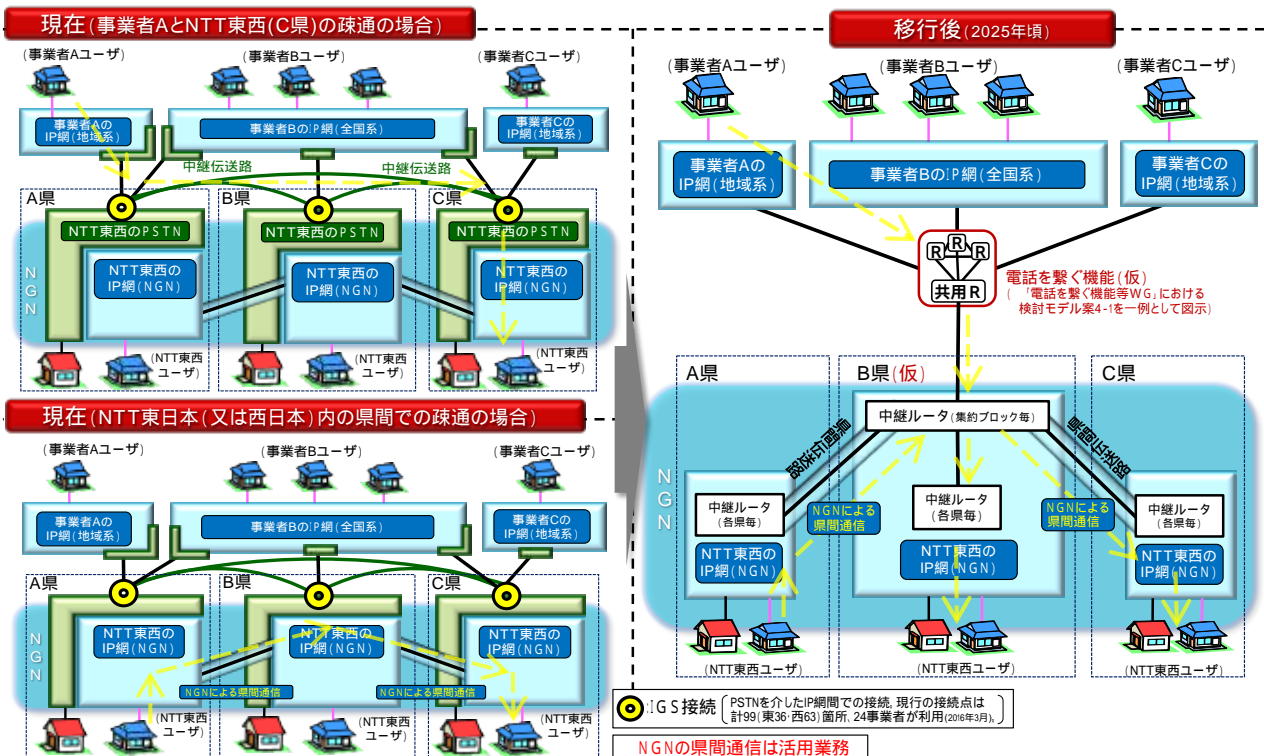 現在(事業者AとNTT東西(C県)の疎通の場合)
(事業者Aユーザ)
(事業者Bユーザ)
(事業者Cユーザ)
事業者Aの
IP網(地域系)
事業者BのIP網(全国系)
事業者Cの
IP網(地域系)
中継伝送路
中継伝送路
A県
B県
C県
NTT東西のPSTN
NTT東西のPSTN
NTT東西のPSTN
NGN
NTT東西の
IP網(NGN)
NTT東西の
IP網(NGN)
NTT東西の
IP網(NGN)
(NTT東西
ユーザ)
(NTT東西
ユーザ)
(NTT東西
ユーザ)
現在(NTT東日本(又は西日本)内の県間での疎通の場合)
(事業者Aユーザ)
(事業者Bユーザ)
(事業者Cユーザ)
事業者Aの
IP網(地域系)
事業者BのIP網(全国系)
事業者Cの
IP網(地域系)
A県
B県
C県
NGN
NTT東西の
IP網(NGN)
NTT東西の
IP網(NGN)
NTT東西の
IP網(NGN)
NGNによる県間通信
NGNによる県間通信
(NTT東西
ユーザ)
(NTT東西
ユーザ)
(NTT東西
ユーザ)
移行後(2025年頃)
(事業者Aユーザ)
(事業者Bユーザ)
(事業者Cユーザ)
事業者Aの
IP網(地域系)
事業者BのIP網(全国系)
事業者Cの
IP網(地域系)
R
R
R
共用R
電話を繋ぐ機能(仮)
( 「電話を繋ぐ機能等WG」における
検討モデル案4-1を一例として図示)
A県
B県(仮)
C県
中継ルータ(集約ブロック毎)
県間伝送路
県間伝送路
NGN
中継ルータ
(各県毎)
NGNによる
県間通信
中継ルータ
(各県毎)
NGNによる
県間通信
中継ルータ
(各県毎)
NTT東西の
IP網(NGN)
NTT東西の
IP網(NGN)
NTT東西の
IP網(NGN)
(NTT東西ユーザ)
(NTT東西ユーザ)
(NTT東西ユーザ)
:IGS接続
PSTNを介したIP網間での接続。現行の接続点は
計99(東36・西63)箇所、24事業者が利用(2016年3月)。
NGNの県間通信は活用業務